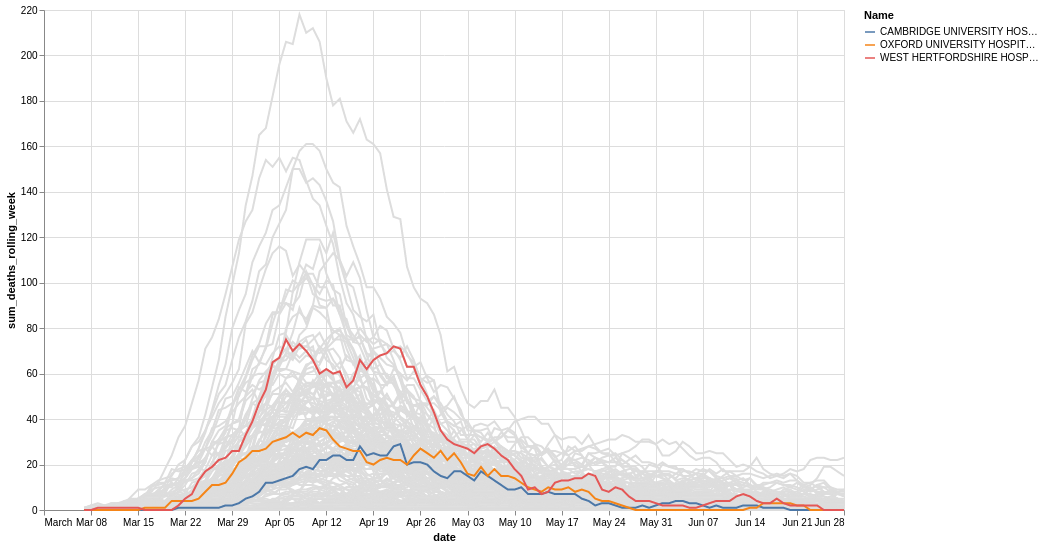 220
200
180
160
140
120
100
80
60
40
20
0
sum_deaths_rolling_week
March Mar 08 Mar 15 Mar 22 Mar 29 Apr 05 Apr 12 Apr 19 Apr 26 May 03 May 10 May 17 May 24 May 31 Jun 07 Jun 14 Jun 21 Jun 28
date
Name
CAMBRIDGE UNIVERSITY HOS…
OXFORD UNIVERSITY HOSPIT…
WEST HERTFORDSHIRE HOSP…